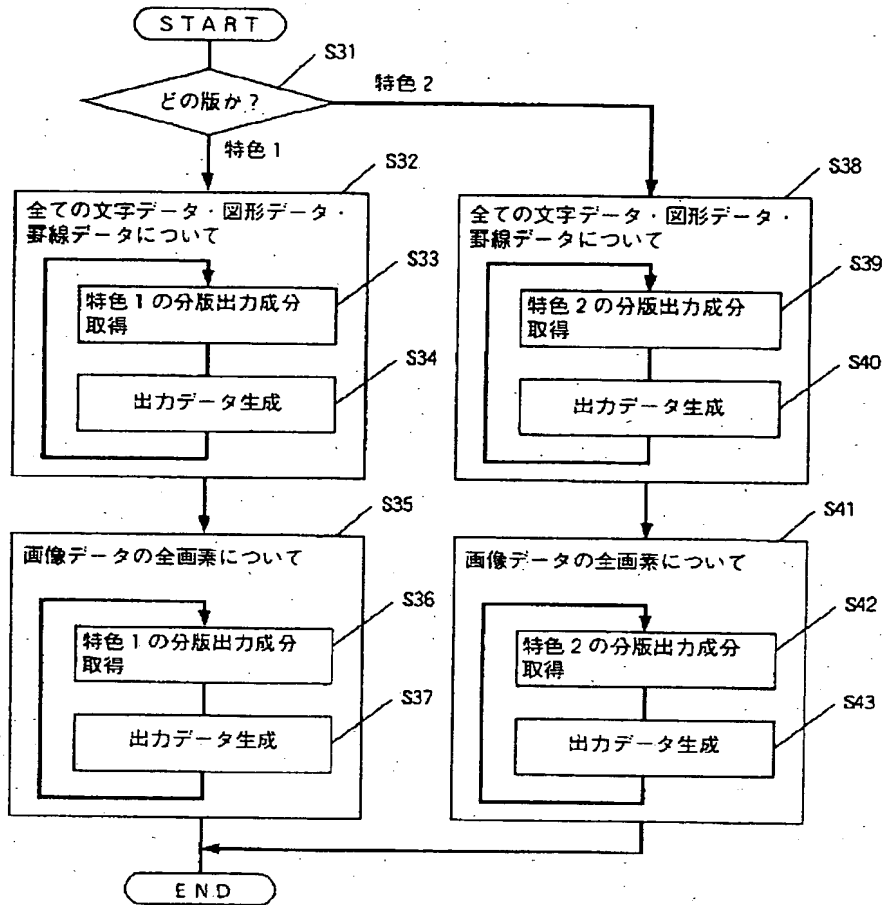 START
S31
どの版か？
特色2
特色1
S32
全ての文字データ・図形データ・
罫線データについて
S33
特色1の分版出力成分
取得
S34
出力データ生成
S35
画像データの全画素について
S36
特色1の分版出力成分
取得
S37
出力データ生成
S38
全ての文字データ・図形データ・
罫線データについて
S39
特色2の分版出力成分
取得
S40
出力データ生成
S41
画像データの全画素について
S42
特色2の分版出力成分
取得
S43
出力データ生成
END